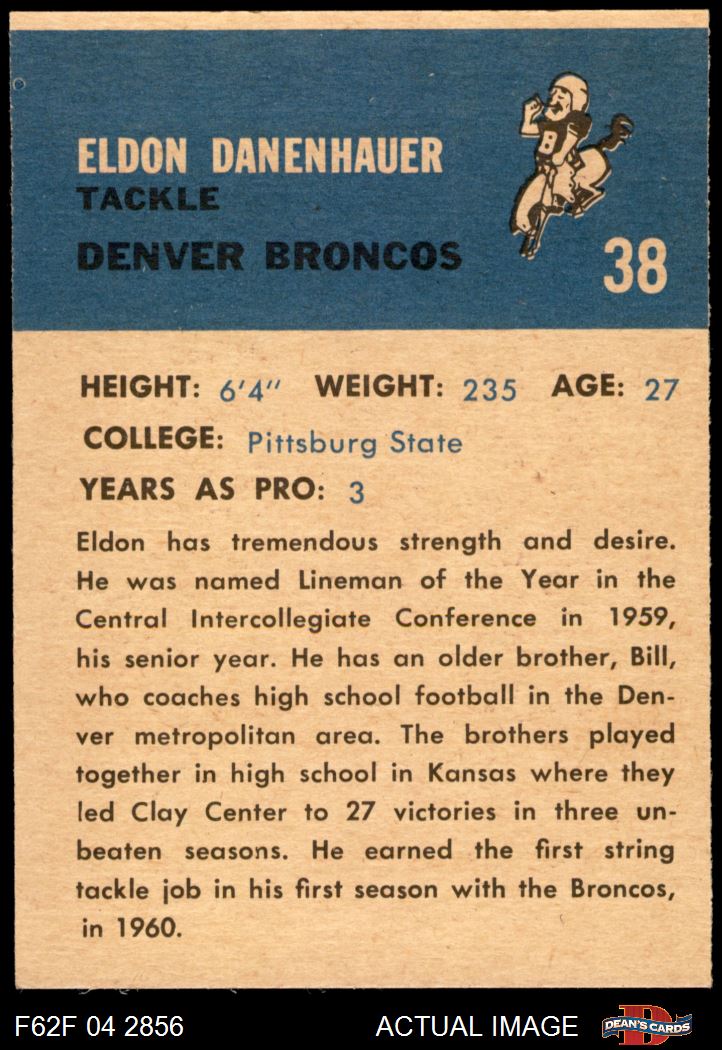 ELDON DANENHAUER
TACKLE
DENVER BRONCOS
8
38
HEIGHT: 6'4" WEIGHT: 235 AGE: 27
COLLEGE: Pittsburg State
YEARS AS PRO: 3
Eldon has tremendous strength and desire.
He was named Lineman of the Year in the
Central Intercollegiate Conference in 1959,
his senior year. He has an older brother, Bill,
who coaches high school football in the Den-
ver metropolitan area. The brothers played
together in high school in Kansas where they
led Clay Center to 27 victories in three un-
beaten seasons. He earned the first string
tackle job in his first season with the Broncos,
in 1960.
F62F 04 2856 ACTUAL IMAGE D DEAN'S CARDS